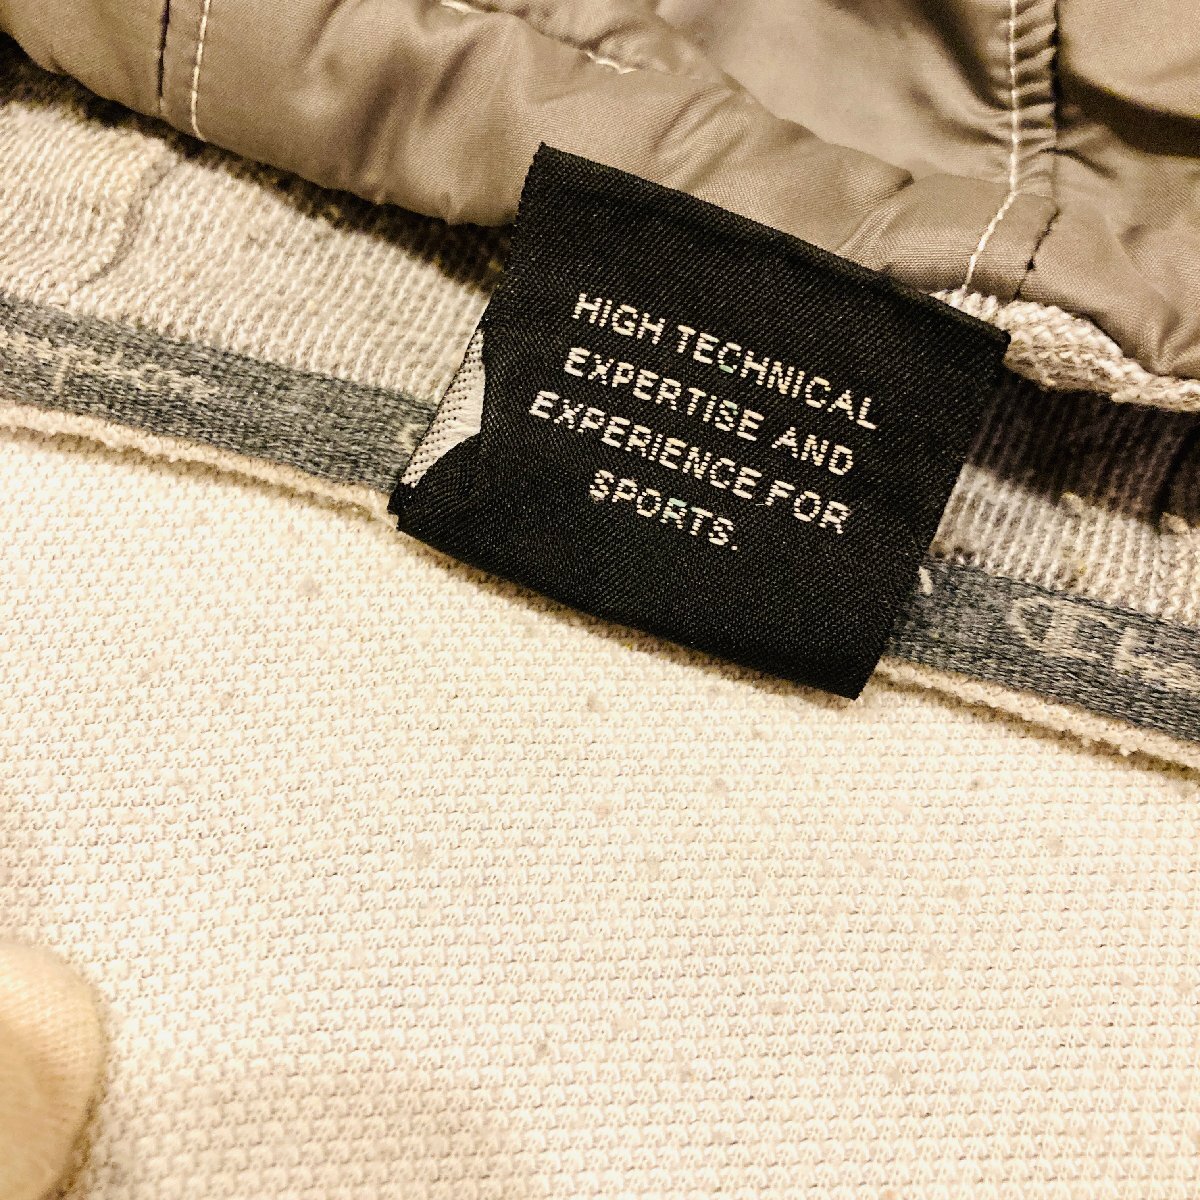 HIGH TECHNICAL
EXPERTISE AND
EXPERIENCE FOR
SPORTS.